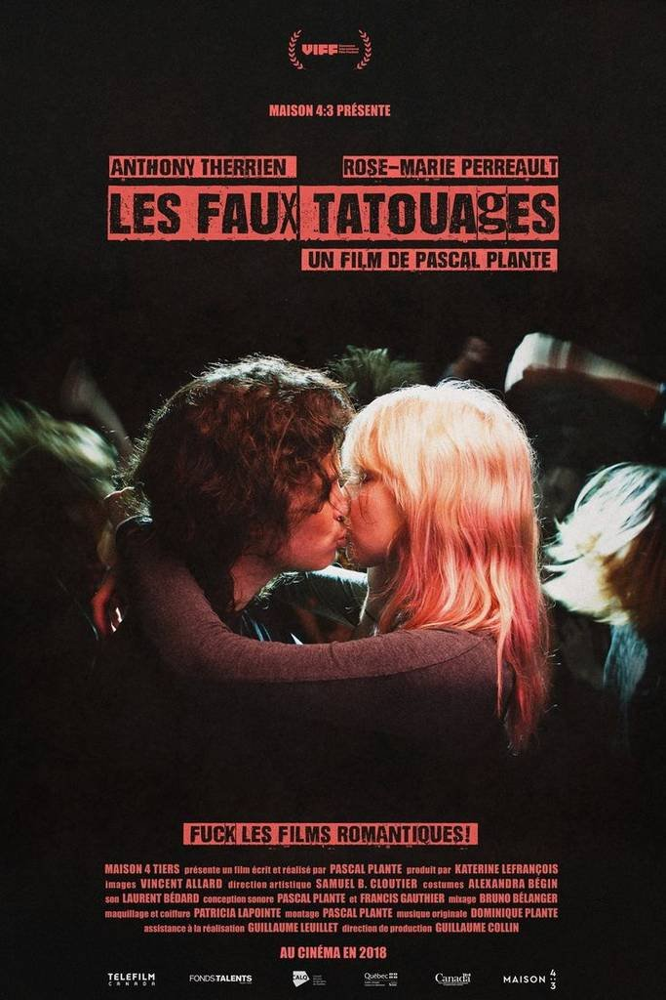 VIFF
MAISON 4:3 PRÉSENTE
ANTHONY THERRIEN ROSE-MARIE PERREAULT
LES FAUX TATOUAgES
UN FILM DE PASCAL PLANTE
FUCK LES FILMS ROMANTIQUES!
MAISON 4 TIERS présente un film écrit et réalisé par PASCAL PLANTE produit par KATERINE LEFRANÇOIS
images VINCENT ALLARD direction artistique SAMUEL B. CLOUTIER costumes ALEXANDRA BÉGIN
son LAURENT BÉDARD conception sonore PASCAL PLANTE et FRANCIS GAUTHIER mixage BRUNO BÉLANGER
maquillage et coiffure PATRICIA LAPOINTE montage PASCAL PLANTE musique originale DOMINIQUE PLANTE
assistance à la réalisation GUILLAUME LEUILLET direction de production GUILLAUME COLLIN
AU CINÉMA EN 2018
TELEFILM CANADA FONDSTALENTS CALQ Québec Canada MAISON 4:3